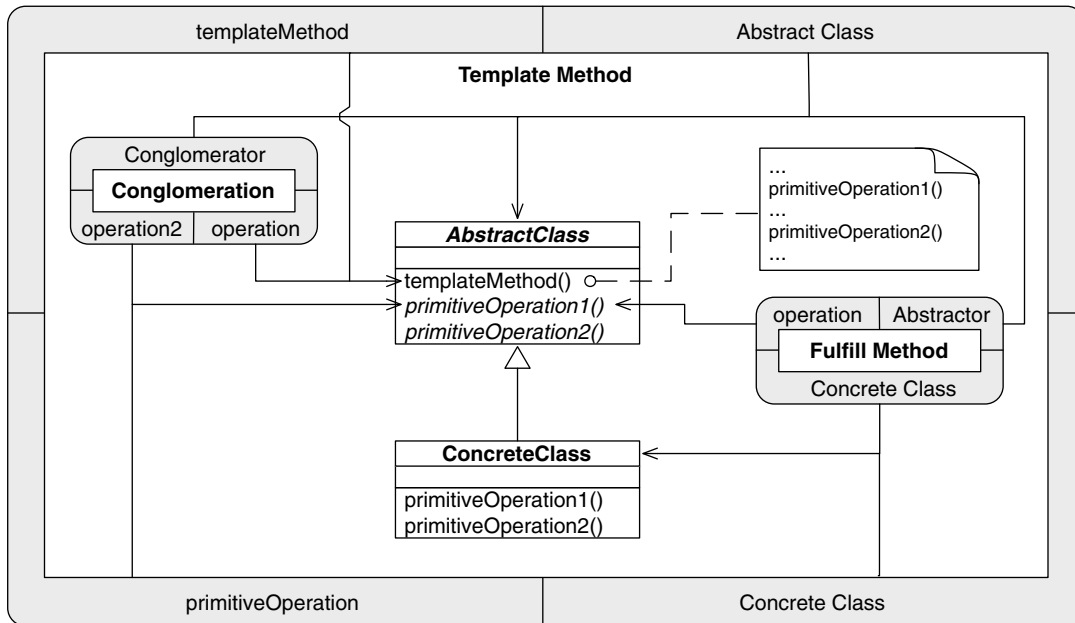 templateMethod
Abstract Class
Template Method
Conglomerator
Conglomeration
operation2
operation
...
primitiveOperation1()
...
primitiveOperation2()
...
AbstractClass
templateMethod()
primitiveOperation1()
primitiveOperation2()
operation
Abstractor
Fulfill Method
Concrete Class
ConcreteClass
primitiveOperation1()
primitiveOperation2()
primitiveOperation
Concrete Class